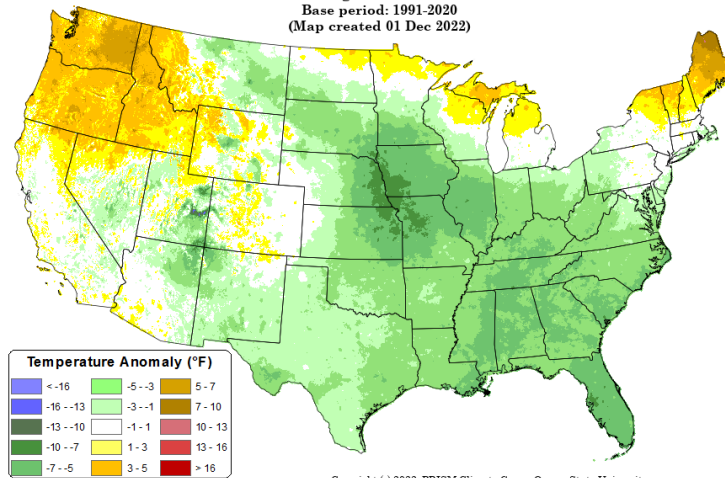 Base period: 1991-2020
(Map created 01 Dec 2022)
Temperature Anomaly (°F)
< -16 -5 - -3 5 - 7
-16 - -13 -3 - -1 7 - 10
-13 - -10 -1 - 1 10 - 13
-10 - -7 1 - 3 13 - 16
-7 - -5 3 - 5 > 16
Copyright (c) 2022, PRISM Climate Group, Oregon State University